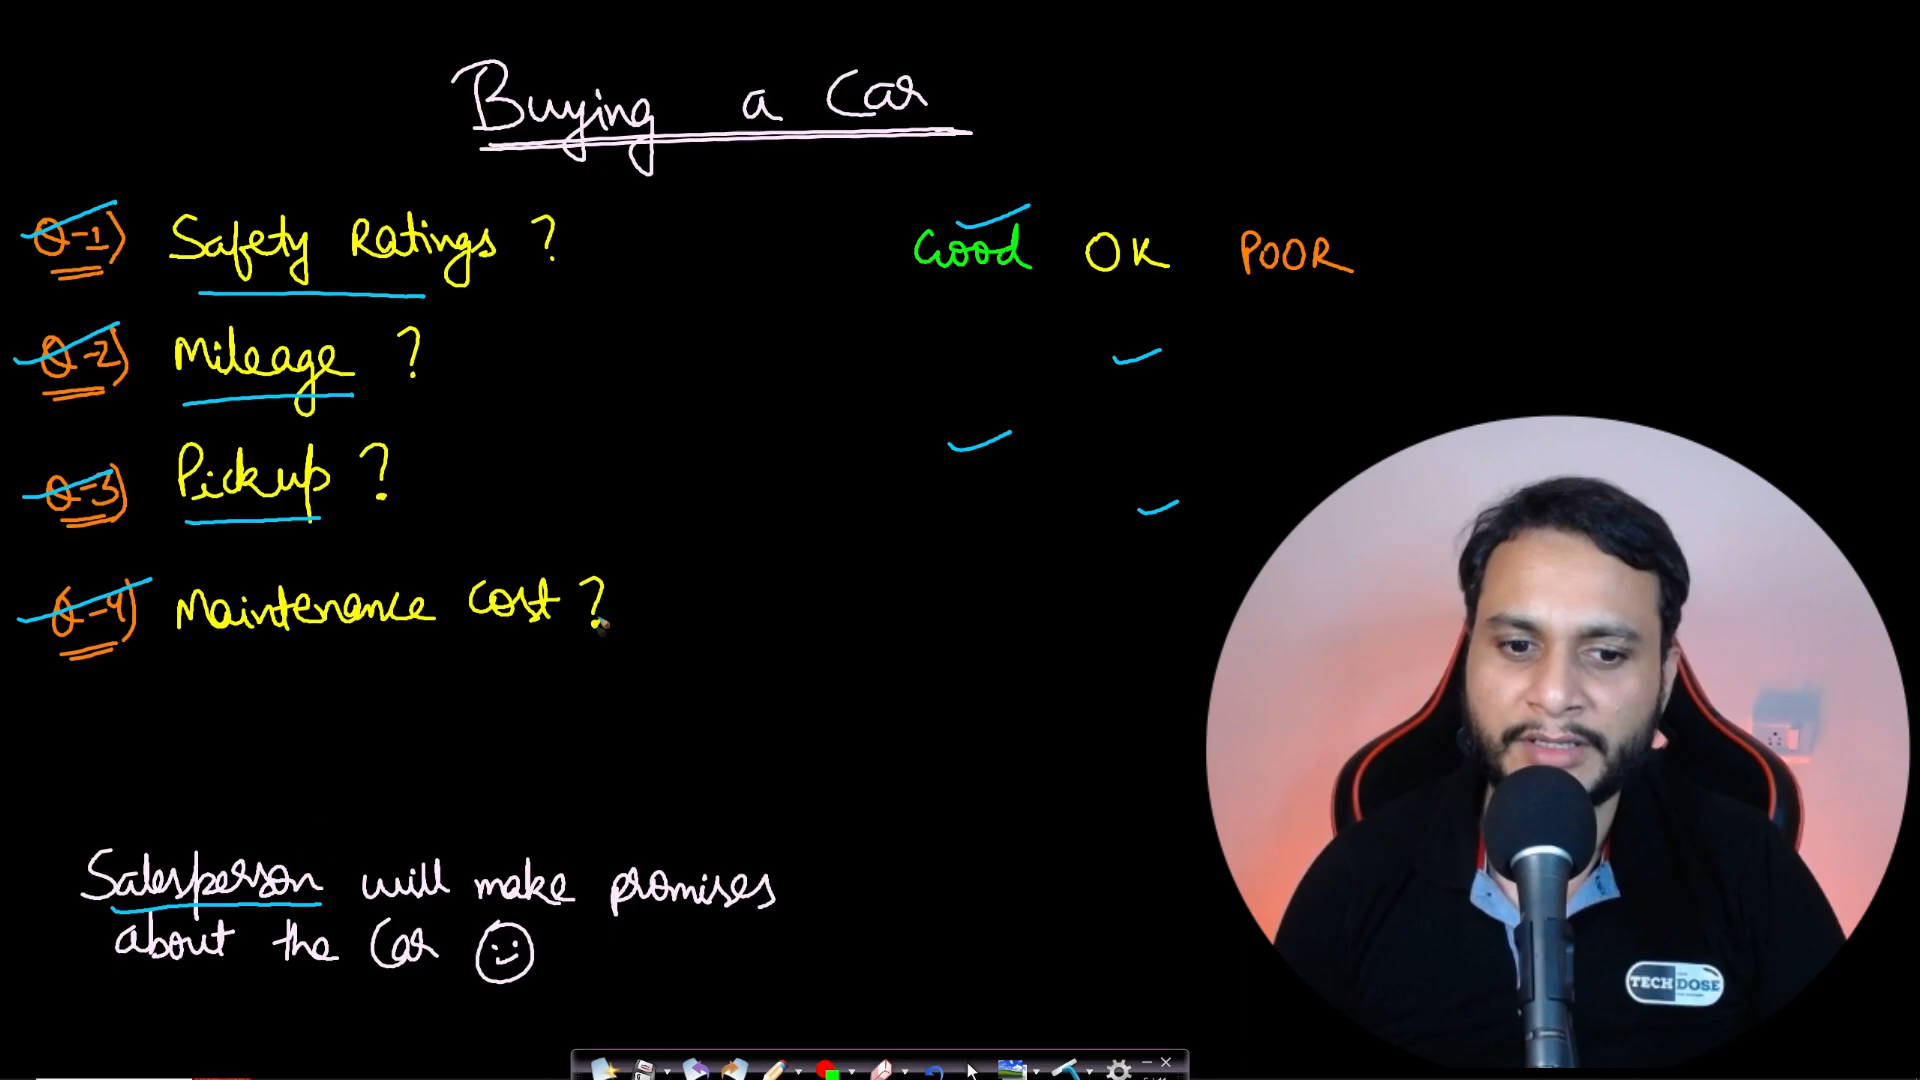 Buying a Car
Q-1) Safety Ratings ? Good OK POOR
Q-2) Mileage ?
Q-3) Pickup ?
Q-4) Maintenance Cost ?
Salesperson will make promises
about the Car
TECH DOSE